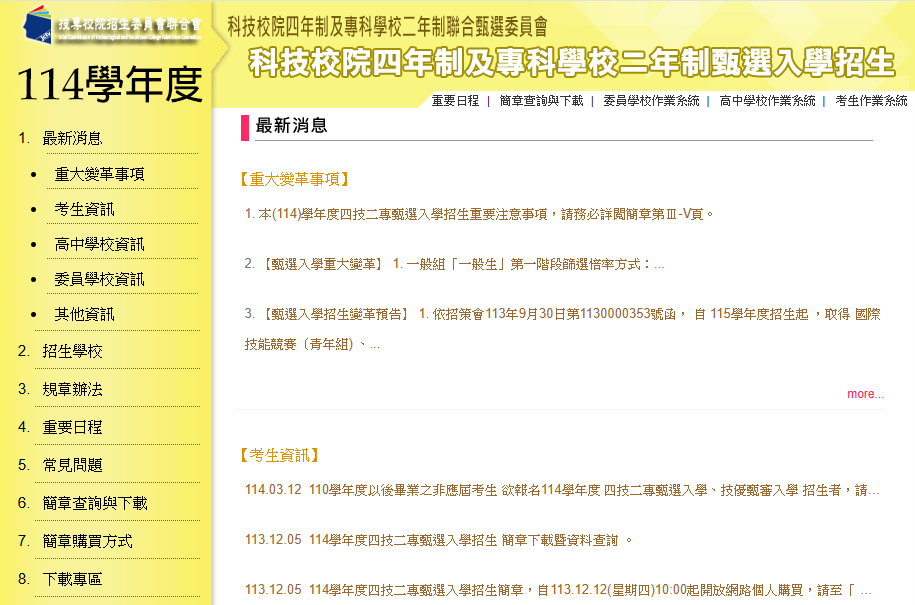 技專校院招生委員會聯合會
114學年度
1. 最新消息
• 重大變革事項
• 考生資訊
• 高中學校資訊
• 委員學校資訊
• 其他資訊
2. 招生學校
3. 規章辦法
4. 重要日程
5. 常見問題
6. 簡章查詢與下載
7. 簡章購買方式
8. 下載專區
科技校院四年制及專科學校二年制聯合甄選委員會
科技校院四年制及專科學校二年制甄選入學招生
重要日程 | 簡章查詢與下載 | 委員學校作業系統 | 高中學校作業系統 | 考生作業系統
最新消息
【重大變革事項】
1. 本(114)學年度四技二專甄選入學招生重要注意事項，請務必詳閱簡章第Ⅲ-V頁。
2. 【甄選入學重大變革】 1. 一般組「一般生」第一階段篩選倍率方式：...
3. 【甄選入學招生變革預告】 1. 依招策會113年9月30日第1130000353號函， 自 115學年度招生起 ，取得 國際
技能競賽（青年組) 、...
more...
【考生資訊】
114.03.12 110學年度以後畢業之非應屆考生 欲報名114學年度 四技二專甄選入學、技優甄審入學 招生者，請...
113.12.05 114學年度四技二專甄選入學招生 簡章下載暨資料查詢 。
113.12.05 114學年度四技二專甄選入學招生簡章，自113.12.12(星期四)10:00起開放網路個人購買，請至「 ...